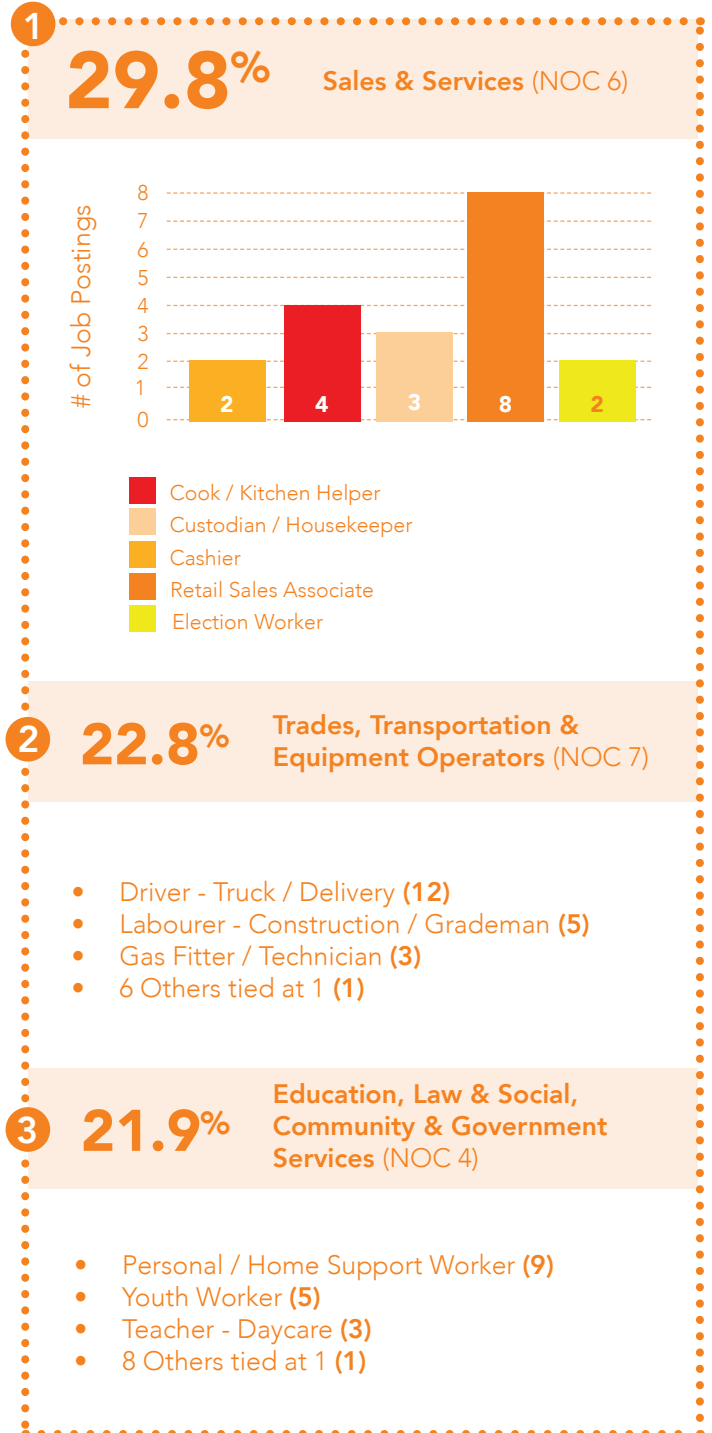 1
29.8%
Sales & Services (NOC 6)
# of Job Postings
8
7
6
5
4
3
2
1
0
2
4
3
8
2
Cook / Kitchen Helper
Custodian / Housekeeper
Cashier
Retail Sales Associate
Election Worker
2
22.8%
Trades, Transportation &
Equipment Operators (NOC 7)
• Driver - Truck / Delivery (12)
• Labourer - Construction / Grademan (5)
• Gas Fitter / Technician (3)
• 6 Others tied at 1 (1)
3
21.9%
Education, Law & Social,
Community & Government
Services (NOC 4)
• Personal / Home Support Worker (9)
• Youth Worker (5)
• Teacher - Daycare (3)
• 8 Others tied at 1 (1)